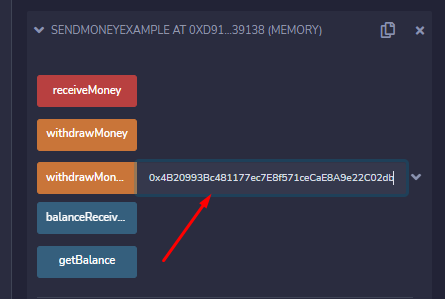 SENDMONEYEXAMPLE AT 0XD91...39138 (MEMORY)
receiveMoney
withdrawMoney
withdrawMon... 0x4B20993Bc481177ec7E8f571ceCaE8A9e22C02db
balanceReceiv...
getBalance